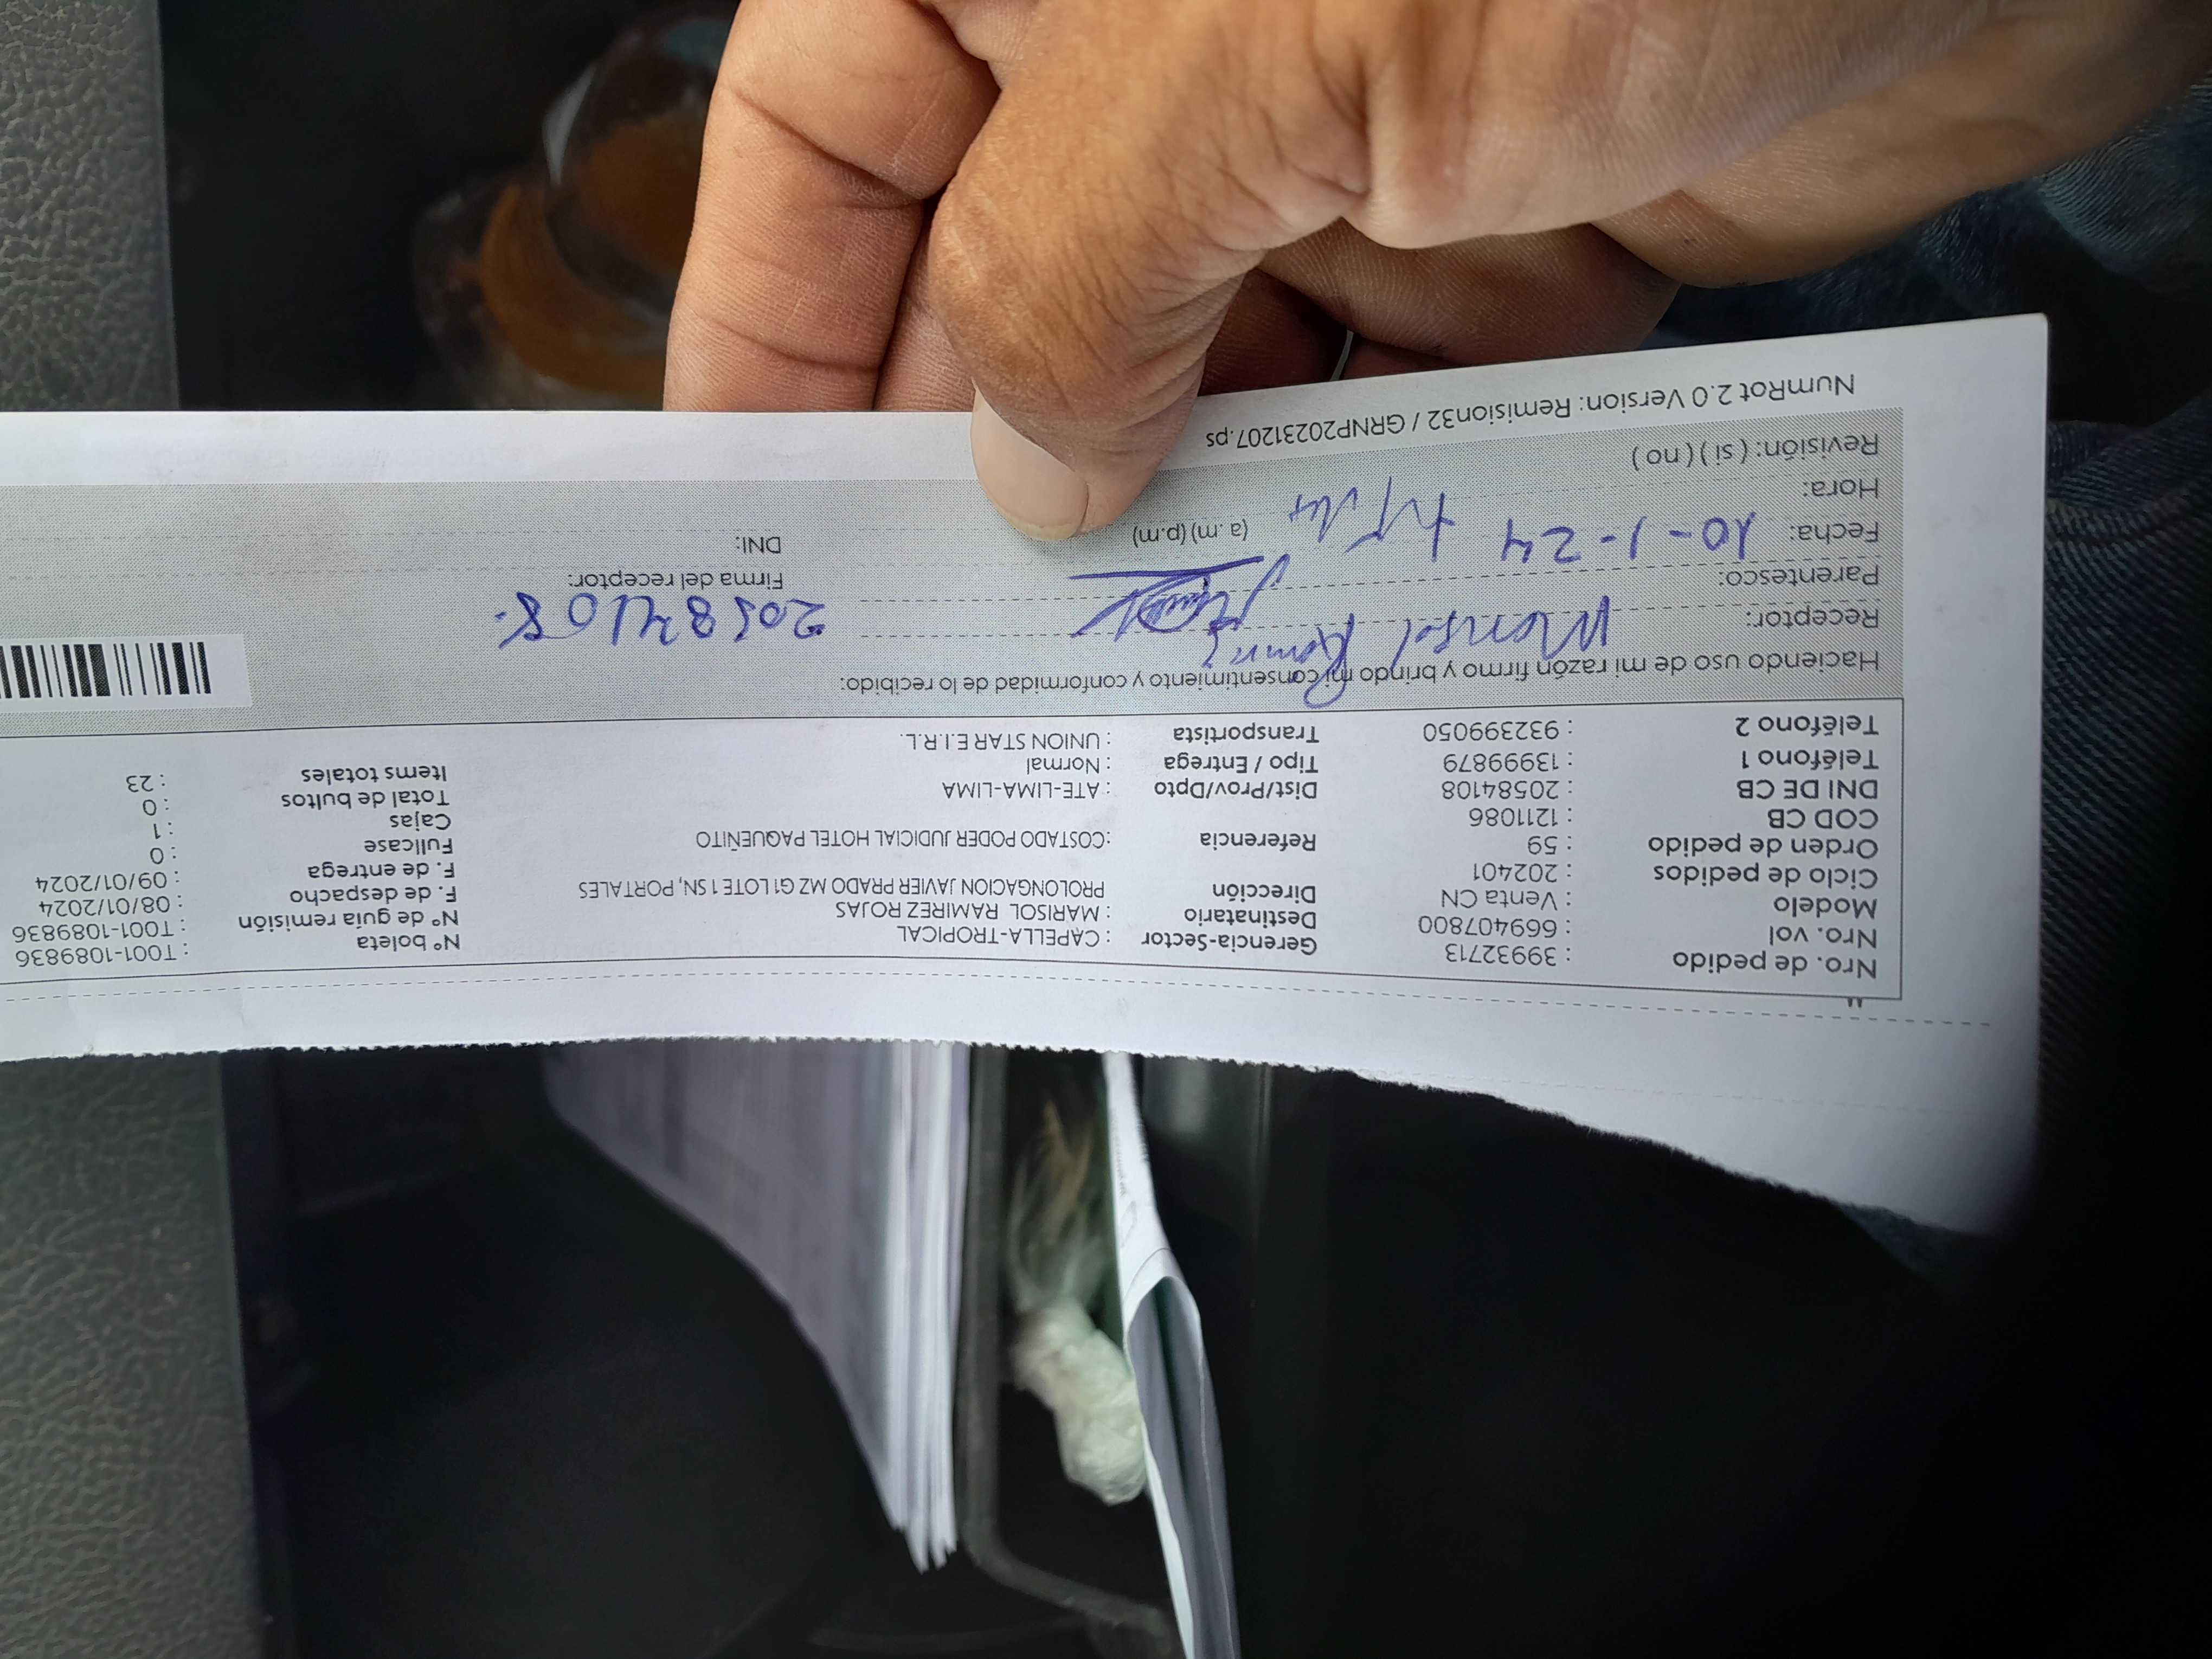 Nro. de pedido : 39932713 Gerencia-Sector : CAPELLA-TROPICAL N° boleta : T001-1089836
Nro. vol : 669407800 Destinatario : MARISOL RAMIREZ ROJAS N° de guía remisión : T001-1089836
Modelo : Venta CN Dirección PROLONGACION JAVIER PRADO MZ G1 LOTE 1 SN, PORTALES F. de despacho : 08/01/2024
Ciclo de pedidos : 202401 F. de entrega : 09/01/2024
Orden de pedido : 59 Referencia :COSTADO PODER JUDICIAL HOTEL PAQUEÑITO Fullcase : 0
COD CB : 1211086 Cajas : 1
DNI DE CB : 20584108 Dist/Prov/Dpto : ATE-LIMA-LIMA Total de bultos : 0
Teléfono 1 : 13999879 Tipo / Entrega : Normal Items totales : 23
Teléfono 2 : 932399050 Transportista : UNION STAR E.I.R.L.
Haciendo uso de mi razón firmo y brindo mi consentimiento y conformidad de lo recibido:
Receptor: Marisol
Parentesco: Firma del receptor:
Fecha: 10-1-24 DNI:
Hora: (a .m) (p.m)
Revisión: ( si ) ( no )
NumRot 2.0 Version: Remision32 / GRNP20231207.ps